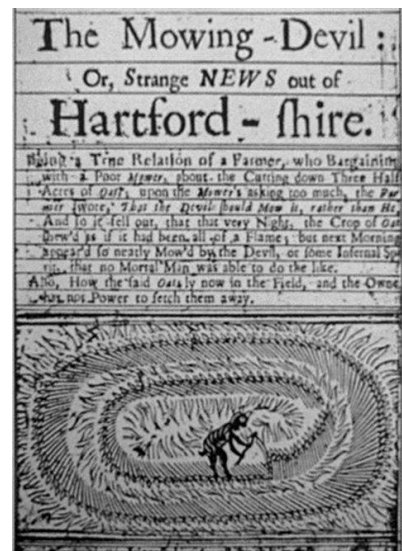 The Mowing-Devil:
Or, Strange NEWS out of
Hartford-ſhire.
Being a True Relation of a Farmer, who Bargaining
with a Poor Mower, about the Cutting down Three Half
Acres of Oats; upon the Mower's asking too much, the Far-
mer ſwore, That the Devil ſhould Mow it, rather than He.
And ſo it fell out, that that very Night, the Crop of Oat
ſhew'd as if it had been all of a Flame; but next Morning
appear'd ſo neatly Mow'd by the Devil, or ſome Infernal Spi-
rit, that no Mortal Man was able to do the like.
Alſo, How the ſaid Oats ly now in the Field, and the Owner
has not Power to fetch them away.